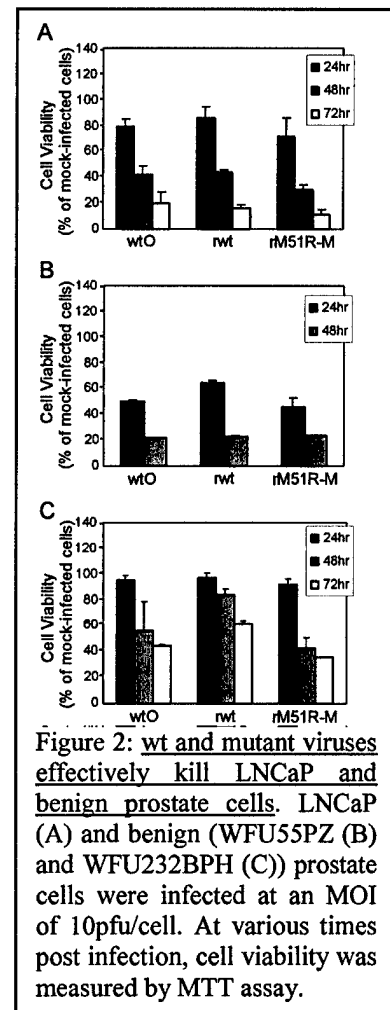 A
Cell Viability
(% of mock-infected cells)
140
120
100
80
60
40
20
0
24hr
48hr
72hr
wtO
rwt
rM51R-M
B
Cell Viability
(% of mock-infected cells)
140
120
100
80
60
40
20
0
24hr
48hr
wtO
rwt
rM51R-M
C
Cell Viability
(% of mock-infected cells)
140
120
100
80
60
40
20
0
24hr
48hr
72hr
wtO
rwt
rM51R-M
Figure 2: wt and mutant viruses
effectively kill LNCaP and
benign prostate cells. LNCaP
(A) and benign (WFU55PZ (B)
and WFU232BPH (C)) prostate
cells were infected at an MOI
of 10pfu/cell. At various times
post infection, cell viability was
measured by MTT assay.